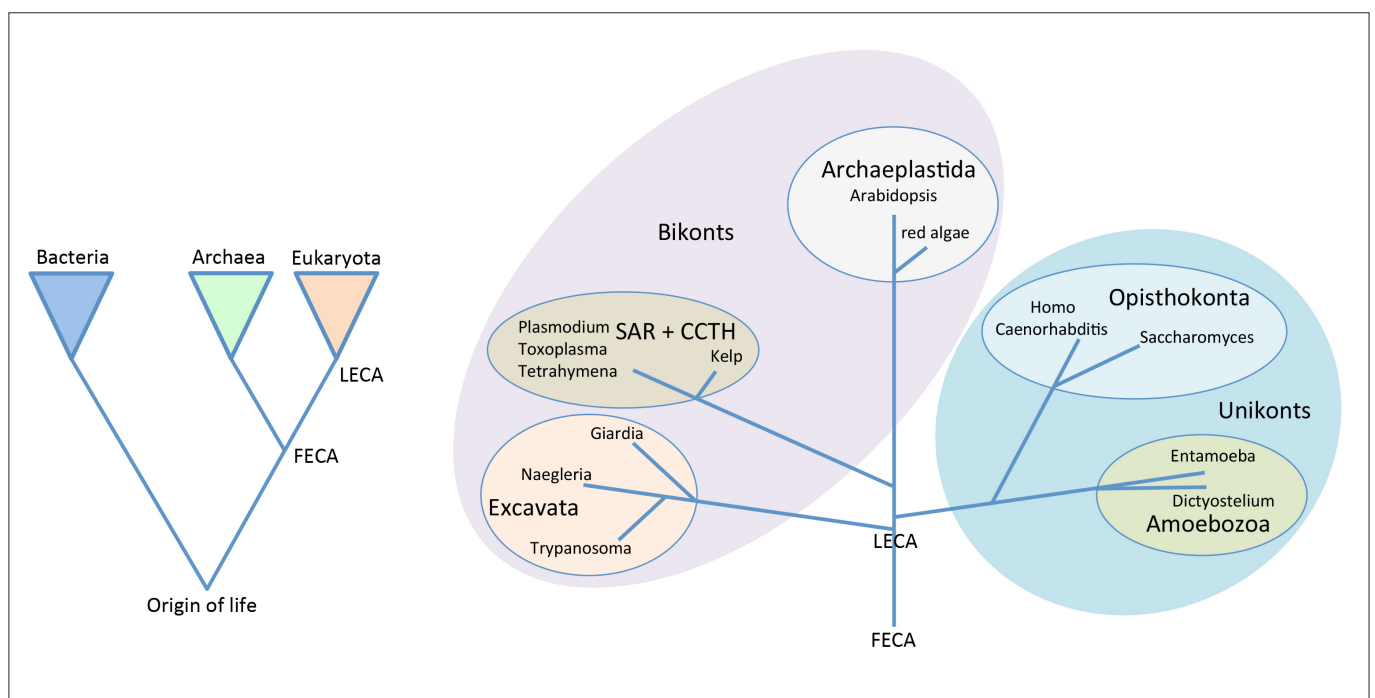 Bacteria
Archaea
Eukaryota
LECA
FECA
Origin of life
Bikonts
Archaeplastida
Arabidopsis
red algae
Plasmodium
SAR + CCTH
Toxoplasma
Kelp
Tetrahymena
Giardia
Naegleria
Excavata
Trypanosoma
Homo
Opisthokonta
Caenorhabditis
Saccharomyces
Unikonts
Entamoeba
Dictyostelium
Amoebozoa
LECA
FECA